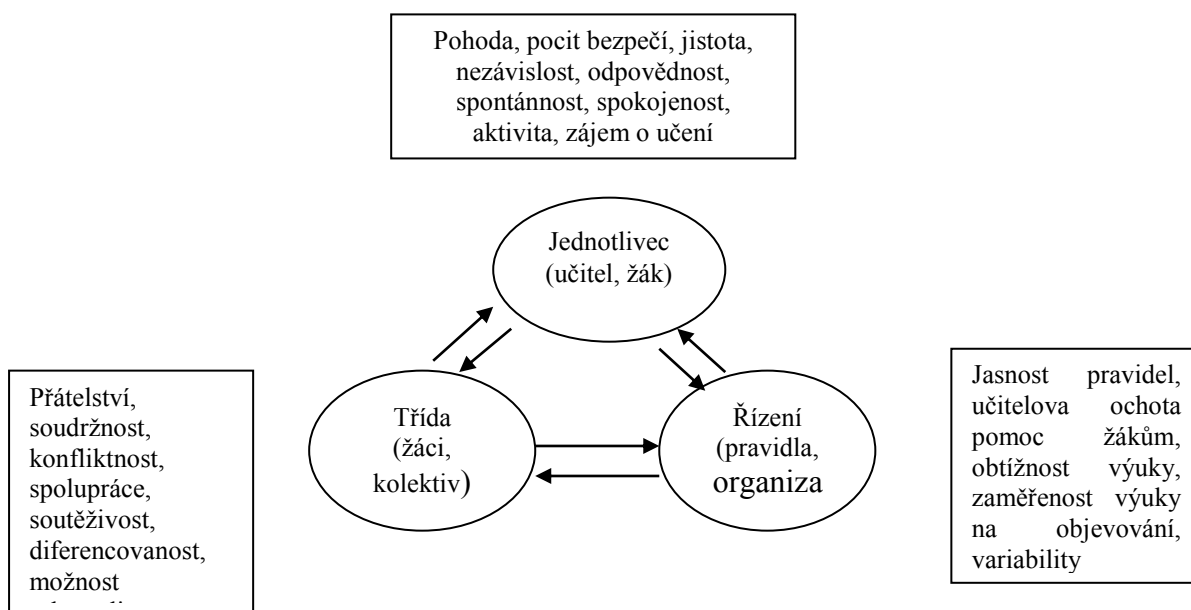 Pohoda, pocit bezpečí, jistota,
nezávislost, odpovědnost,
spontánnost, spokojenost,
aktivita, zájem o učení
Jednotlivec
(učitel, žák)
Přátelství,
soudržnost,
konfliktnost,
spolupráce,
soutěživost,
diferencovanost,
možnost
Třída
(žáci,
kolektiv)
Řízení
(pravidla,
organiza
Jasnost pravidel,
učitelova ochota
pomoc žákům,
obtížnost výuky,
zaměřenost výuky
na objevování,
variability